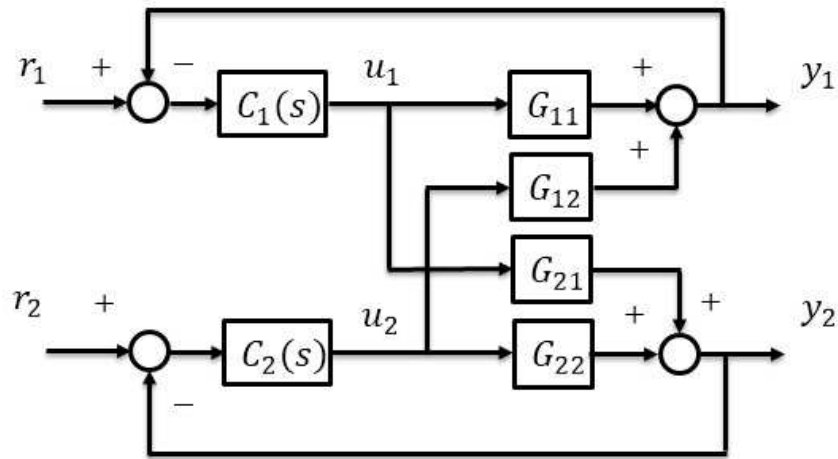 r₁ + − C₁(s) u₁ G₁₁ + y₁
G₁₂ +
G₂₁
r₂ + − C₂(s) u₂ G₂₂ + + y₂